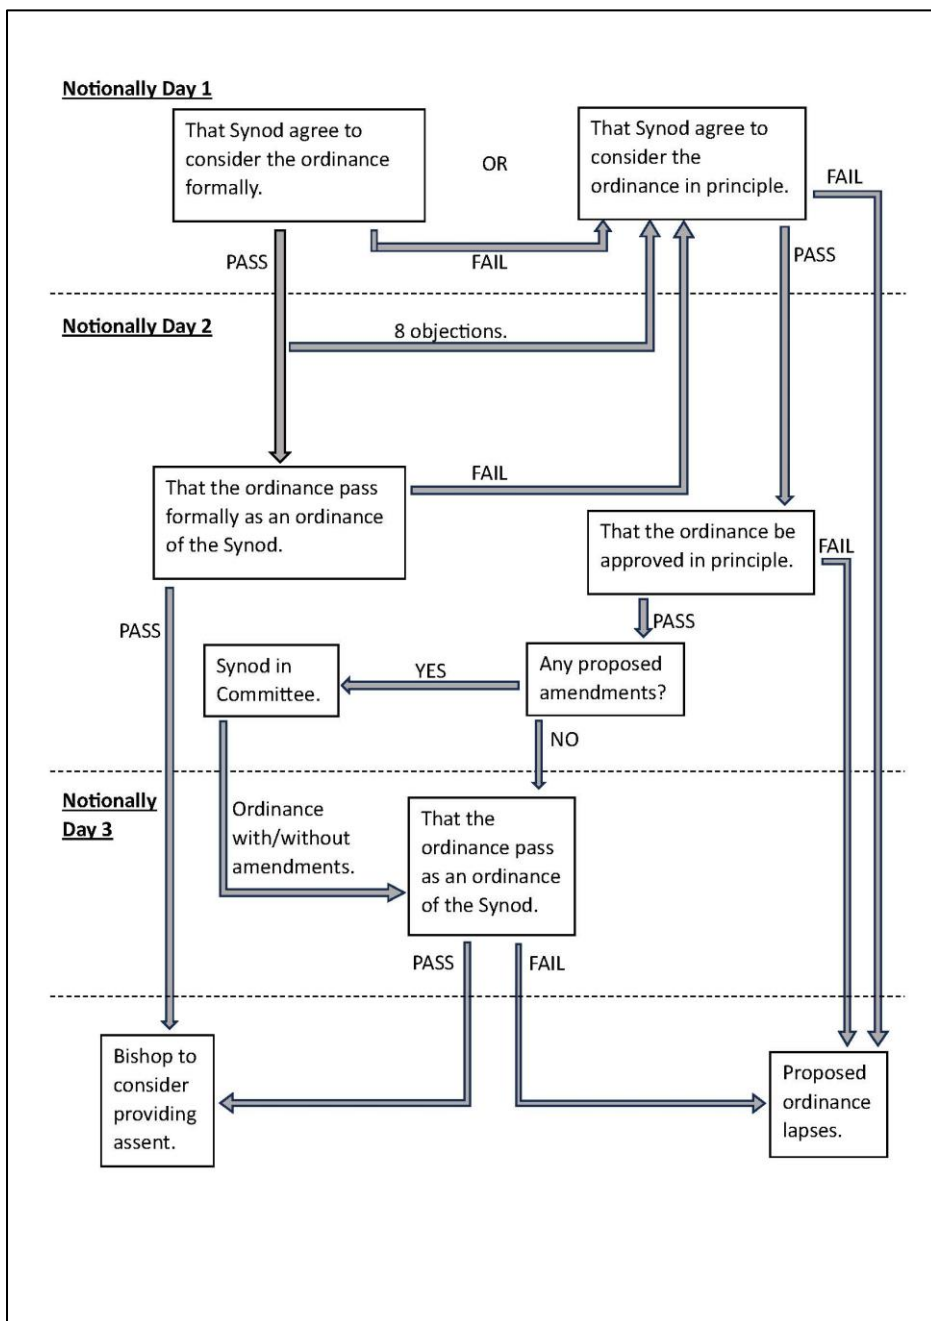 Notionally Day 1
That Synod agree to
consider the ordinance
formally.
OR
That Synod agree to
consider the
ordinance in principle.
FAIL
PASS
FAIL
PASS
Notionally Day 2
8 objections.
That the ordinance pass
formally as an ordinance
of the Synod.
FAIL
That the ordinance be
approved in principle.
FAIL
PASS
PASS
Synod in
Committee.
YES
Any proposed
amendments?
NO
Notionally
Day 3
Ordinance
with/without
amendments.
That the
ordinance pass
as an ordinance
of the Synod.
PASS
FAIL
Bishop to
consider
providing
assent.
Proposed
ordinance
lapses.